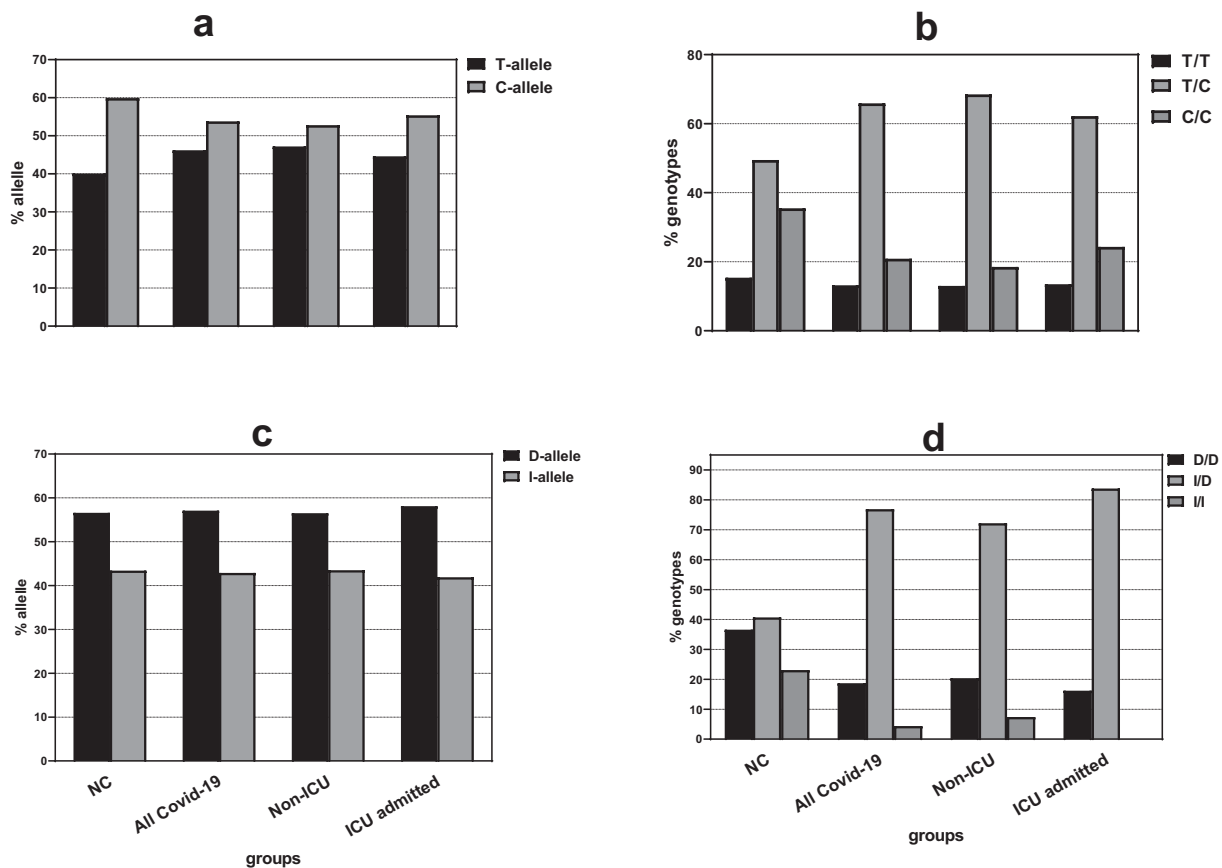 a
70
60
50
40
30
20
10
0
% allele
T-allele
C-allele
b
80
60
40
20
0
% genotypes
T/T
T/C
C/C
c
70
60
50
40
30
20
10
0
% allele
D-allele
I-allele
NC
All Covid-19
Non-ICU
ICU admitted
groups
d
90
80
70
60
50
40
30
20
10
0
% genotypes
D/D
I/D
I/I
NC
All Covid-19
Non-ICU
ICU admitted
groups